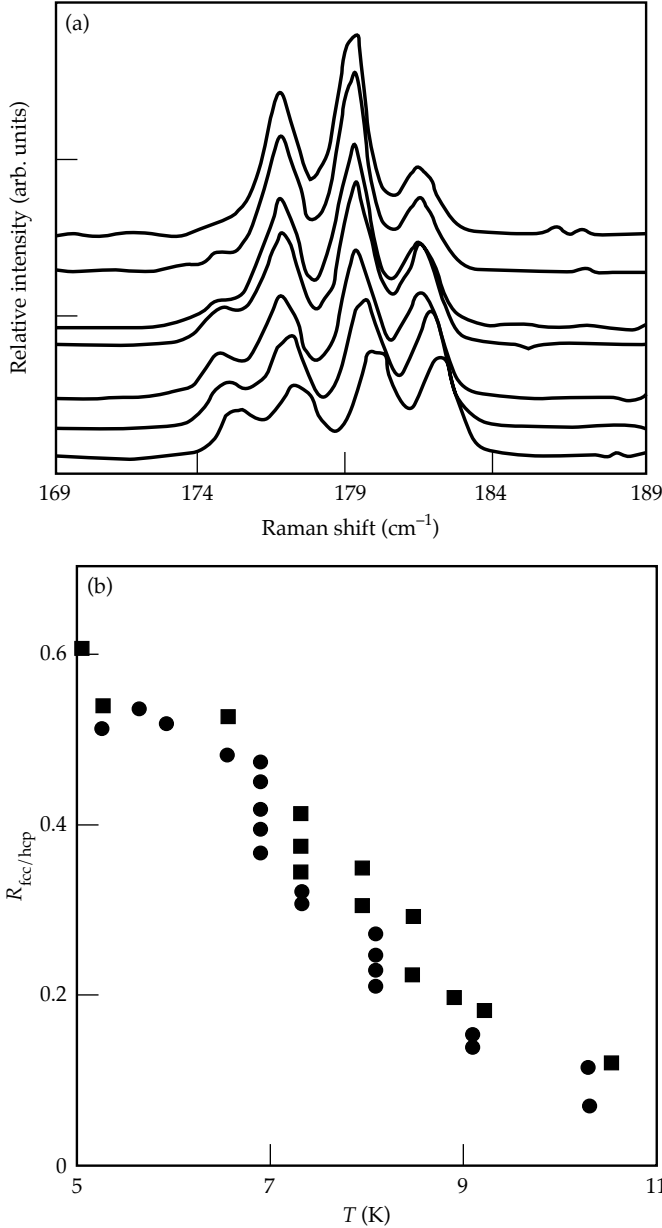 (a)
Relative intensity (arb. units)
169 174 179 184 189
Raman shift (cm⁻¹)
(b)
0.6
0.4
R_fcc/hcp
0.2
0
5 7 9 11
T (K)